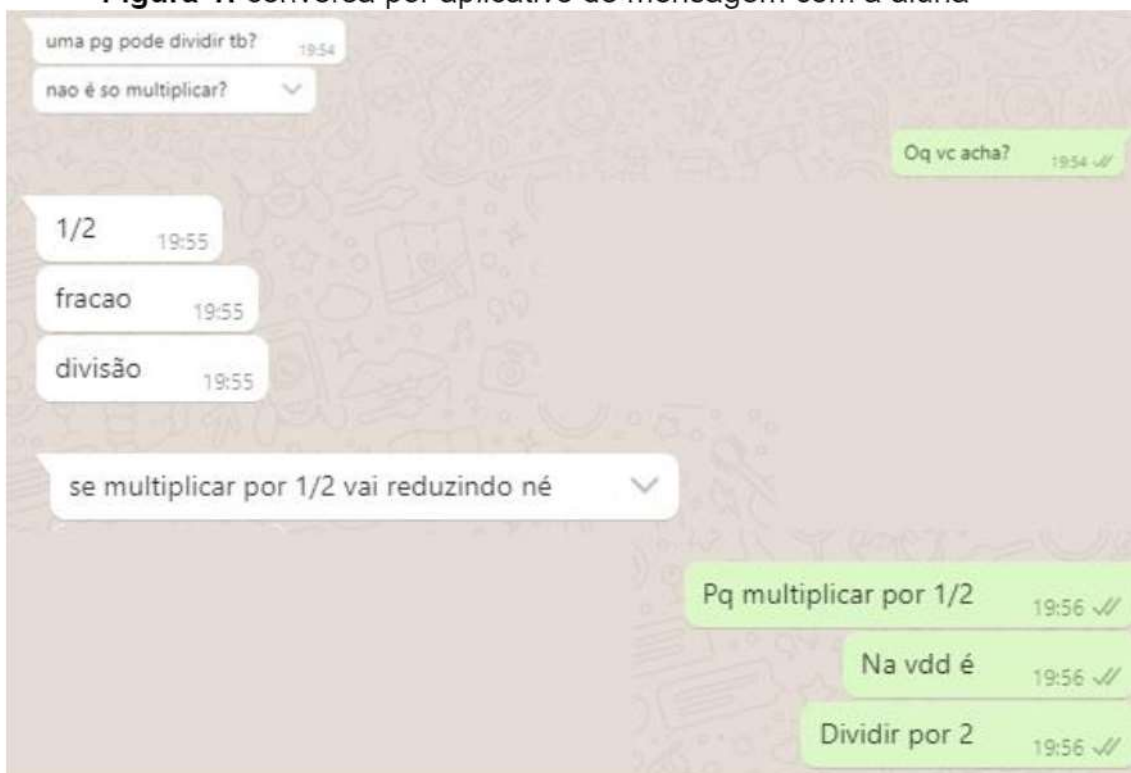 Figura 1: conversa por aplicativo de mensagem com a aluna
uma pg pode dividir tb? 19:54
nao é so multiplicar?
Oq vc acha? 19:54
1/2 19:55
fracao 19:55
divisão 19:55
se multiplicar por 1/2 vai reduzindo né
Pq multiplicar por 1/2 19:56
Na vdd é 19:56
Dividir por 2 19:56